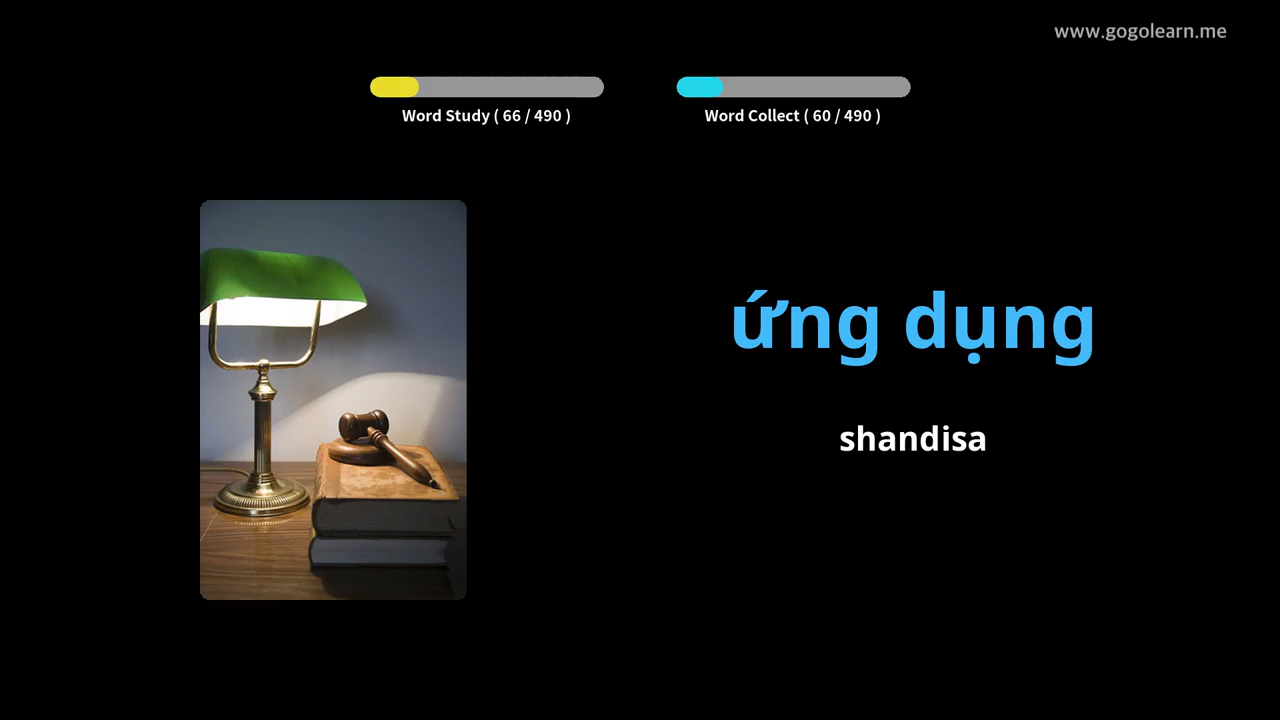 www.gogolearn.me
Word Study ( 66 / 490 )
Word Collect ( 60 / 490 )
ứng dụng
shandisa